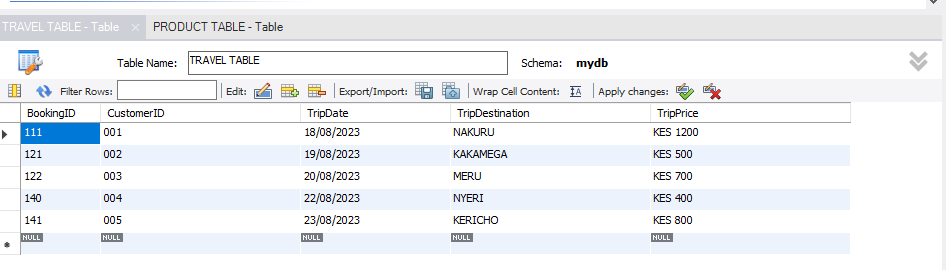 TRAVEL TABLE - Table × PRODUCT TABLE - Table
Table Name: TRAVEL TABLE Schema: mydb
Filter Rows: Edit: Export/Import: Wrap Cell Content: IA Apply changes:
BookingID CustomerID TripDate TripDestination TripPrice
111 001 18/08/2023 NAKURU KES 1200
121 002 19/08/2023 KAKAMEGA KES 500
122 003 20/08/2023 MERU KES 700
140 004 22/08/2023 NYERI KES 400
141 005 23/08/2023 KERICHO KES 800
NULL NULL NULL NULL NULL